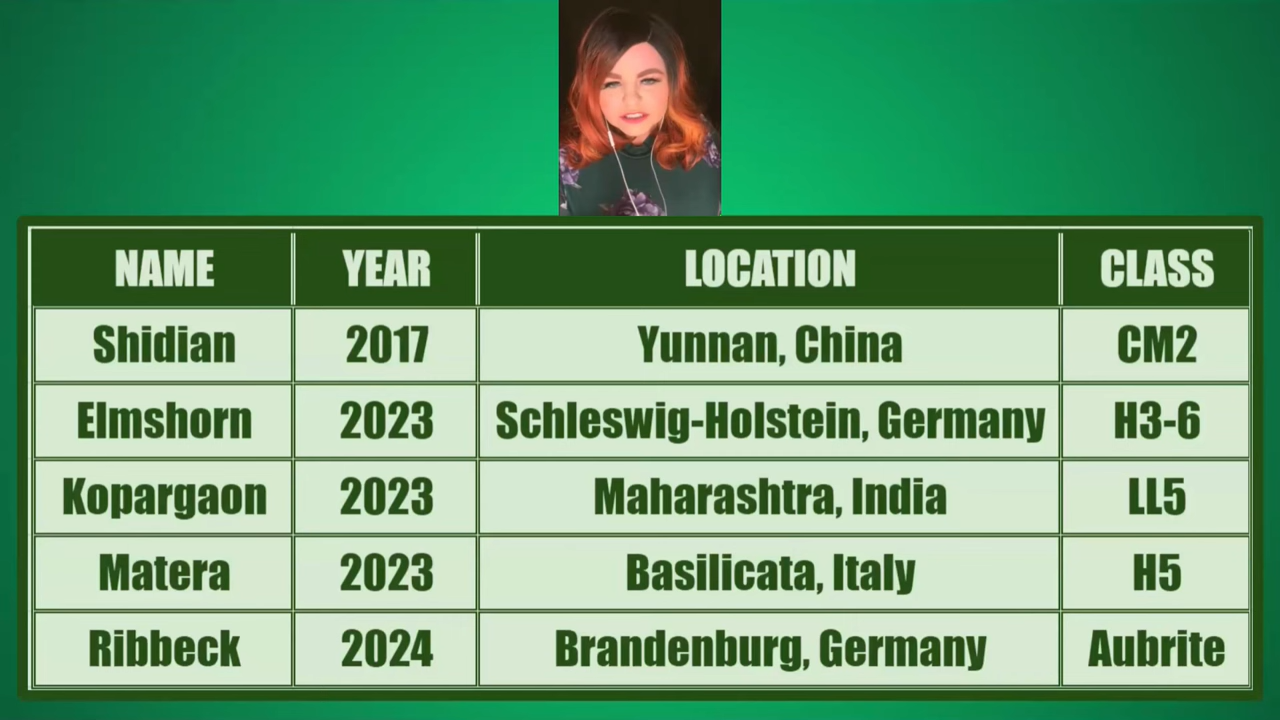 NAME YEAR LOCATION CLASS
Shidian 2017 Yunnan, China CM2
Elmshorn 2023 Schleswig-Holstein, Germany H3-6
Kopargaon 2023 Maharashtra, India LL5
Matera 2023 Basilicata, Italy H5
Ribbeck 2024 Brandenburg, Germany Aubrite